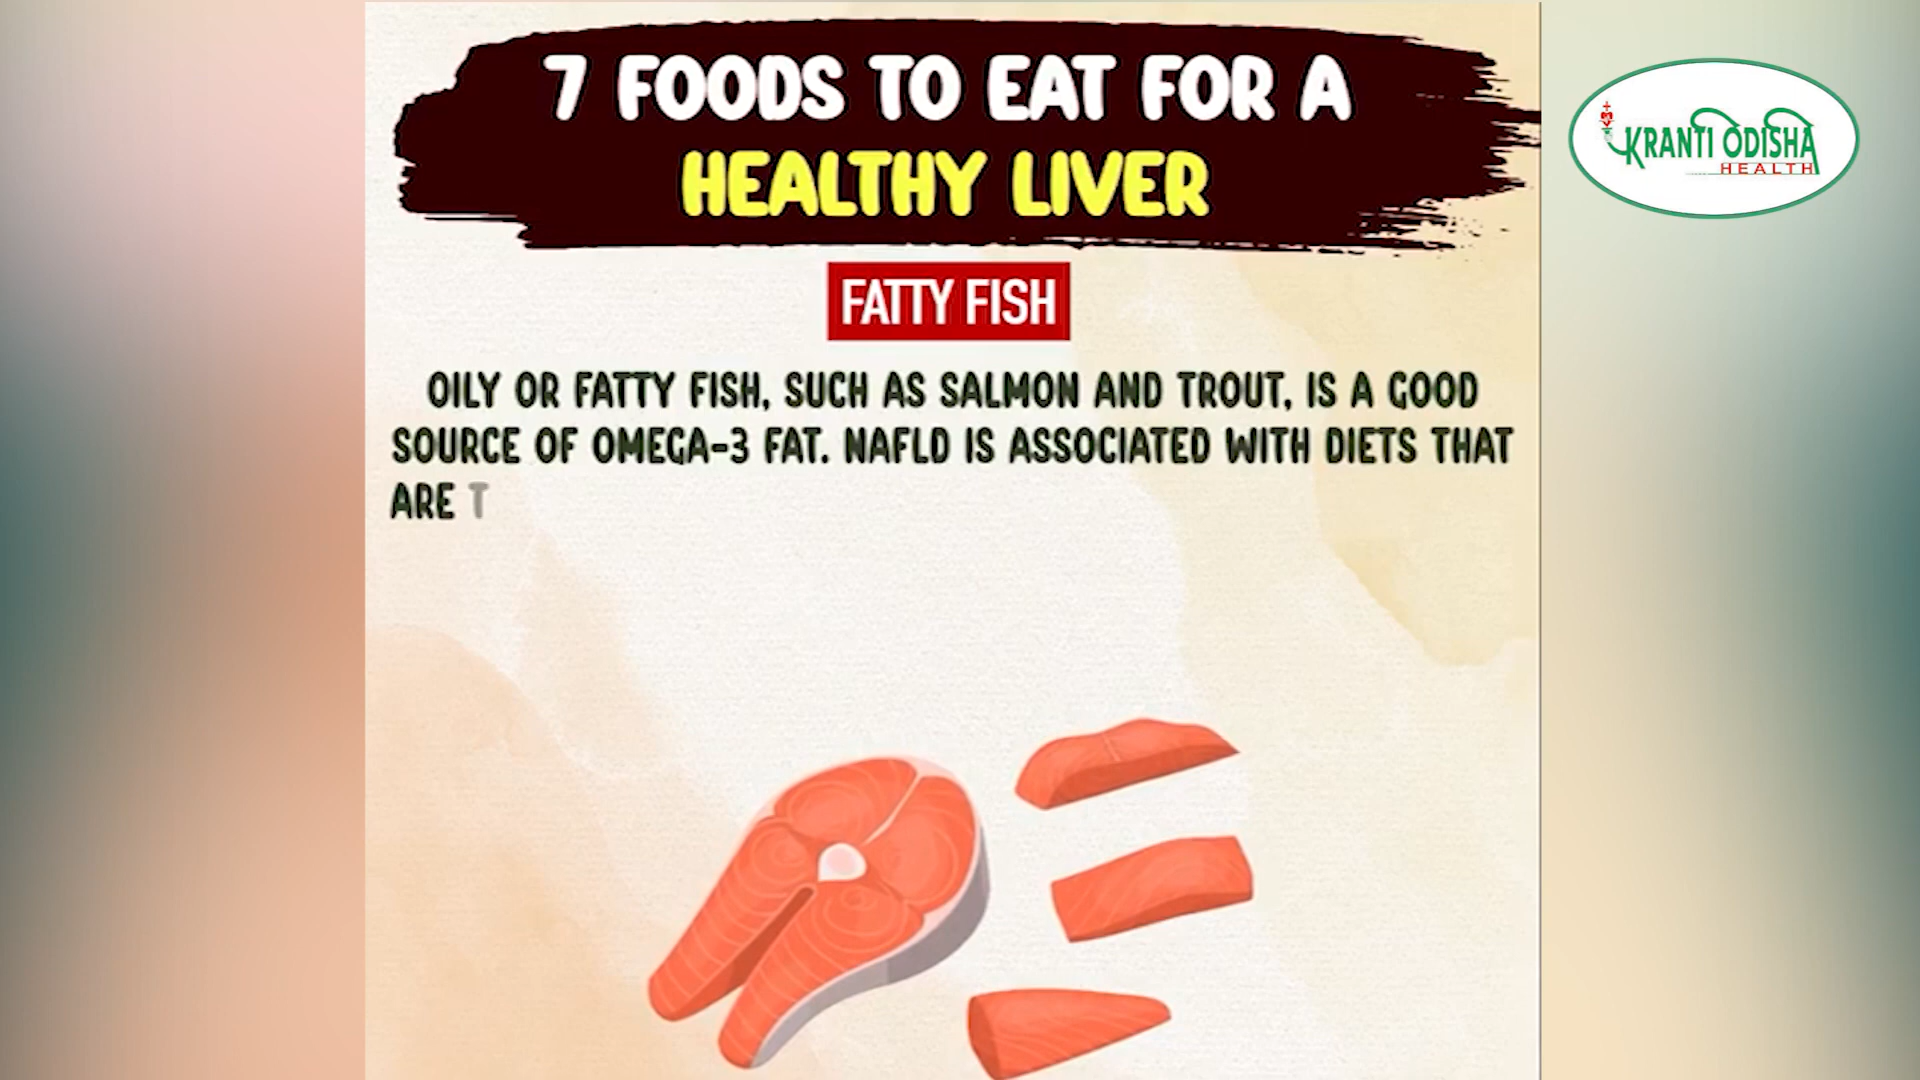 7 FOODS TO EAT FOR A
HEALTHY LIVER
KRANTI ODISHA
HEALTH
FATTY FISH
OILY OR FATTY FISH, SUCH AS SALMON AND TROUT, IS A GOOD
SOURCE OF OMEGA-3 FAT. NAFLD IS ASSOCIATED WITH DIETS THAT
ARE T